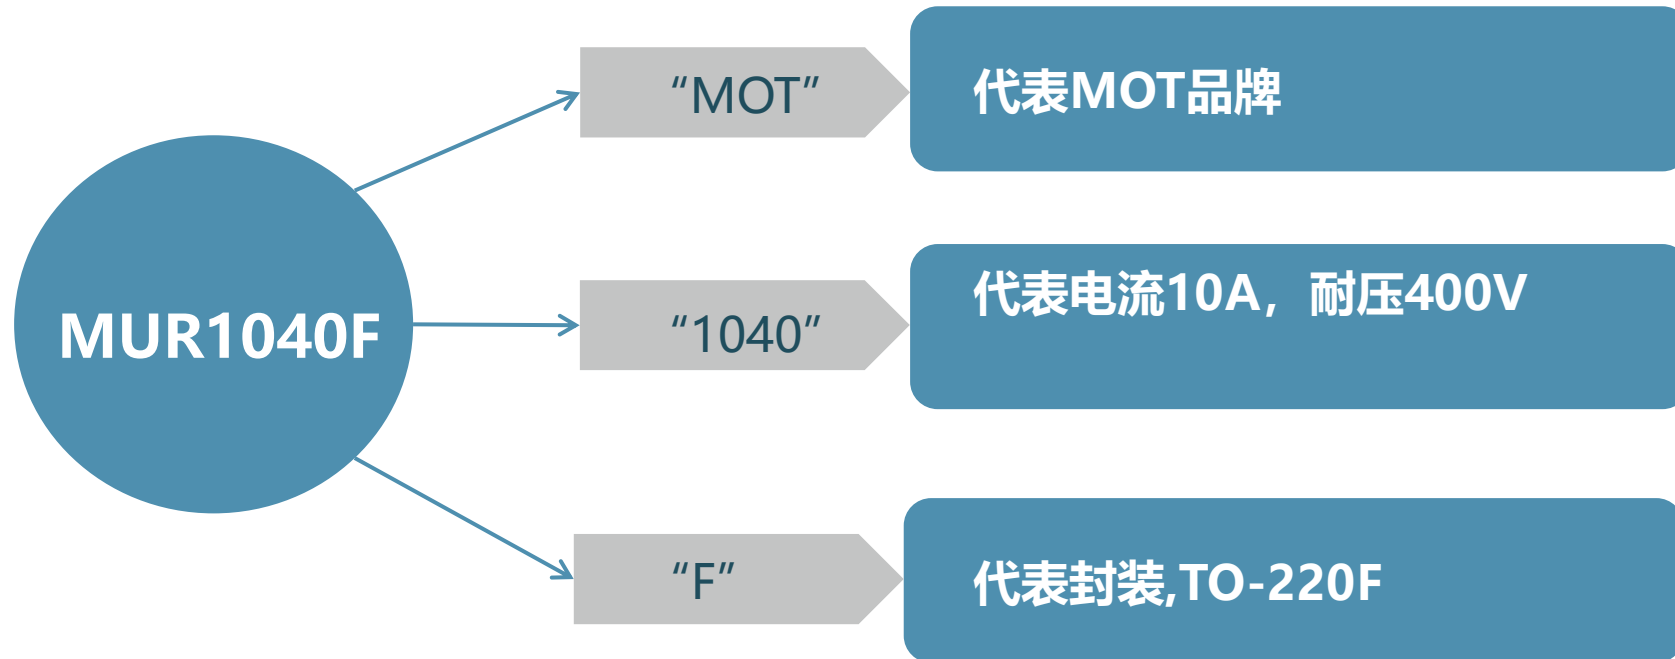 “MOT”
代表MOT品牌
MUR1040F
“1040”
代表电流10A，耐压400V
“F”
代表封装,TO-220F